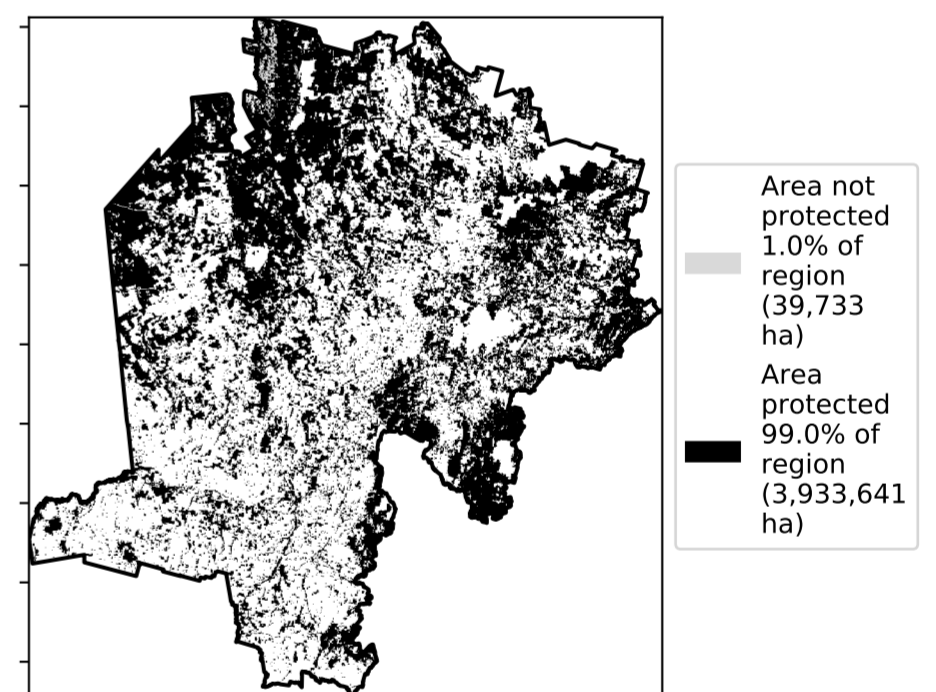 Area not
protected
1.0% of
region
(39,733
ha)
Area
protected
99.0% of
region
(3,933,641
ha)